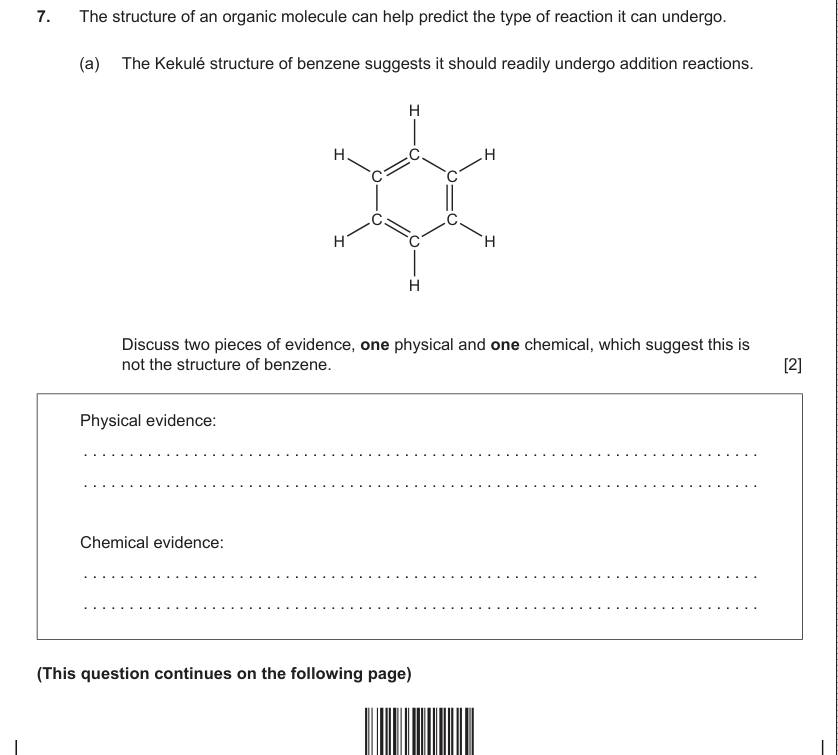 7. The structure of an organic molecule can help predict the type of reaction it can undergo.
(a) The Kekulé structure of benzene suggests it should readily undergo addition reactions.
H
H C H
C C
C C
H C H
H
Discuss two pieces of evidence, one physical and one chemical, which suggest this is
not the structure of benzene. [2]
Physical evidence:
Chemical evidence:
(This question continues on the following page)